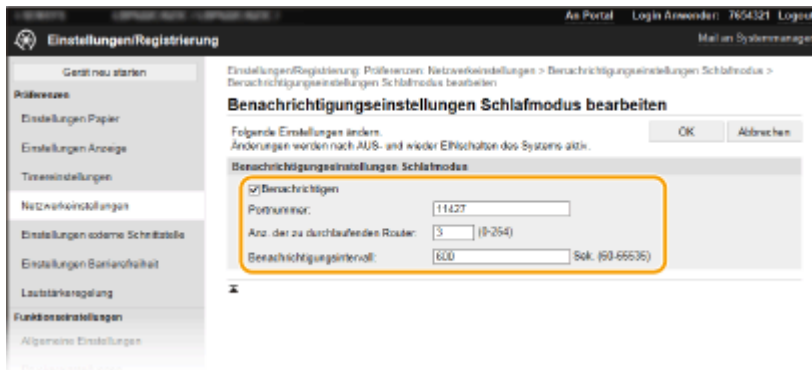 An Portal Login Anwender: 7654321 Logout
Einstellungen/Registrierung
Mail an Systemmanager
Gerät neu starten
Präferenzen
Einstellungen Papier
Einstellungen Anzeige
Timereinstellungen
Netzwerkeinstellungen
Einstellungen externe Schnittstelle
Einstellungen Barrierefreiheit
Lautstärkeregelung
Funktionseinstellungen
Allgemeine Einstellungen
Einstellungen/Registrierung: Präferenzen: Netzwerkeinstellungen > Benachrichtigungseinstellungen Schlafmodus >
Benachrichtigungseinstellungen Schlafmodus bearbeiten
Benachrichtigungseinstellungen Schlafmodus bearbeiten
Folgende Einstellungen ändern.
Änderungen werden nach AUS- und wieder EINschalten des Systems aktiv.
OK Abbrechen
Benachrichtigungseinstellungen Schlafmodus
Benachrichtigen
Portnummer: 11427
Anz. der zu durchlaufenden Router: 3 (0-254)
Benachrichtigungsintervall: 600 Sek. (60-65535)